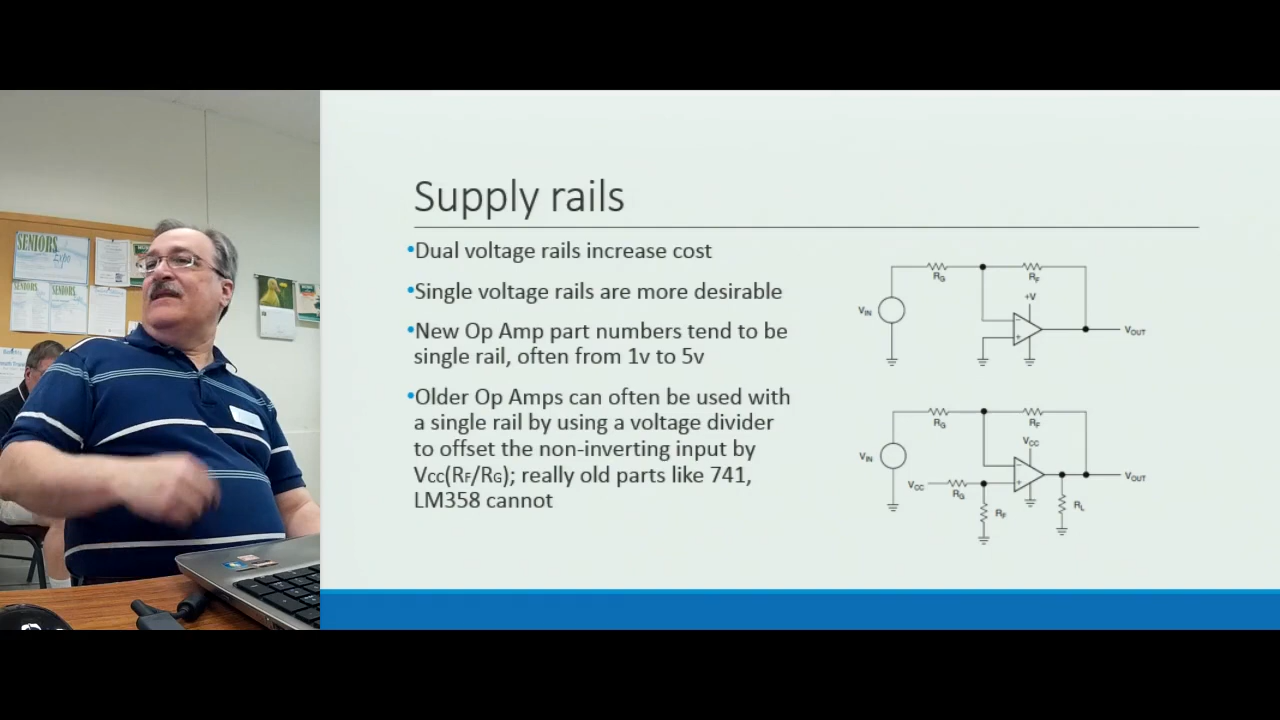 SENIORS
Life
SENIORS
SENIORS
Supply rails
•Dual voltage rails increase cost
•Single voltage rails are more desirable
•New Op Amp part numbers tend to be
single rail, often from 1v to 5v
•Older Op Amps can often be used with
a single rail by using a voltage divider
to offset the non-inverting input by
Vcc(RF/RG); really old parts like 741,
LM358 cannot
RG
RF
+V
VIN
-
+
VOUT
RG
RF
VCC
VIN
-
+
VOUT
VCC
RG
RF
RL